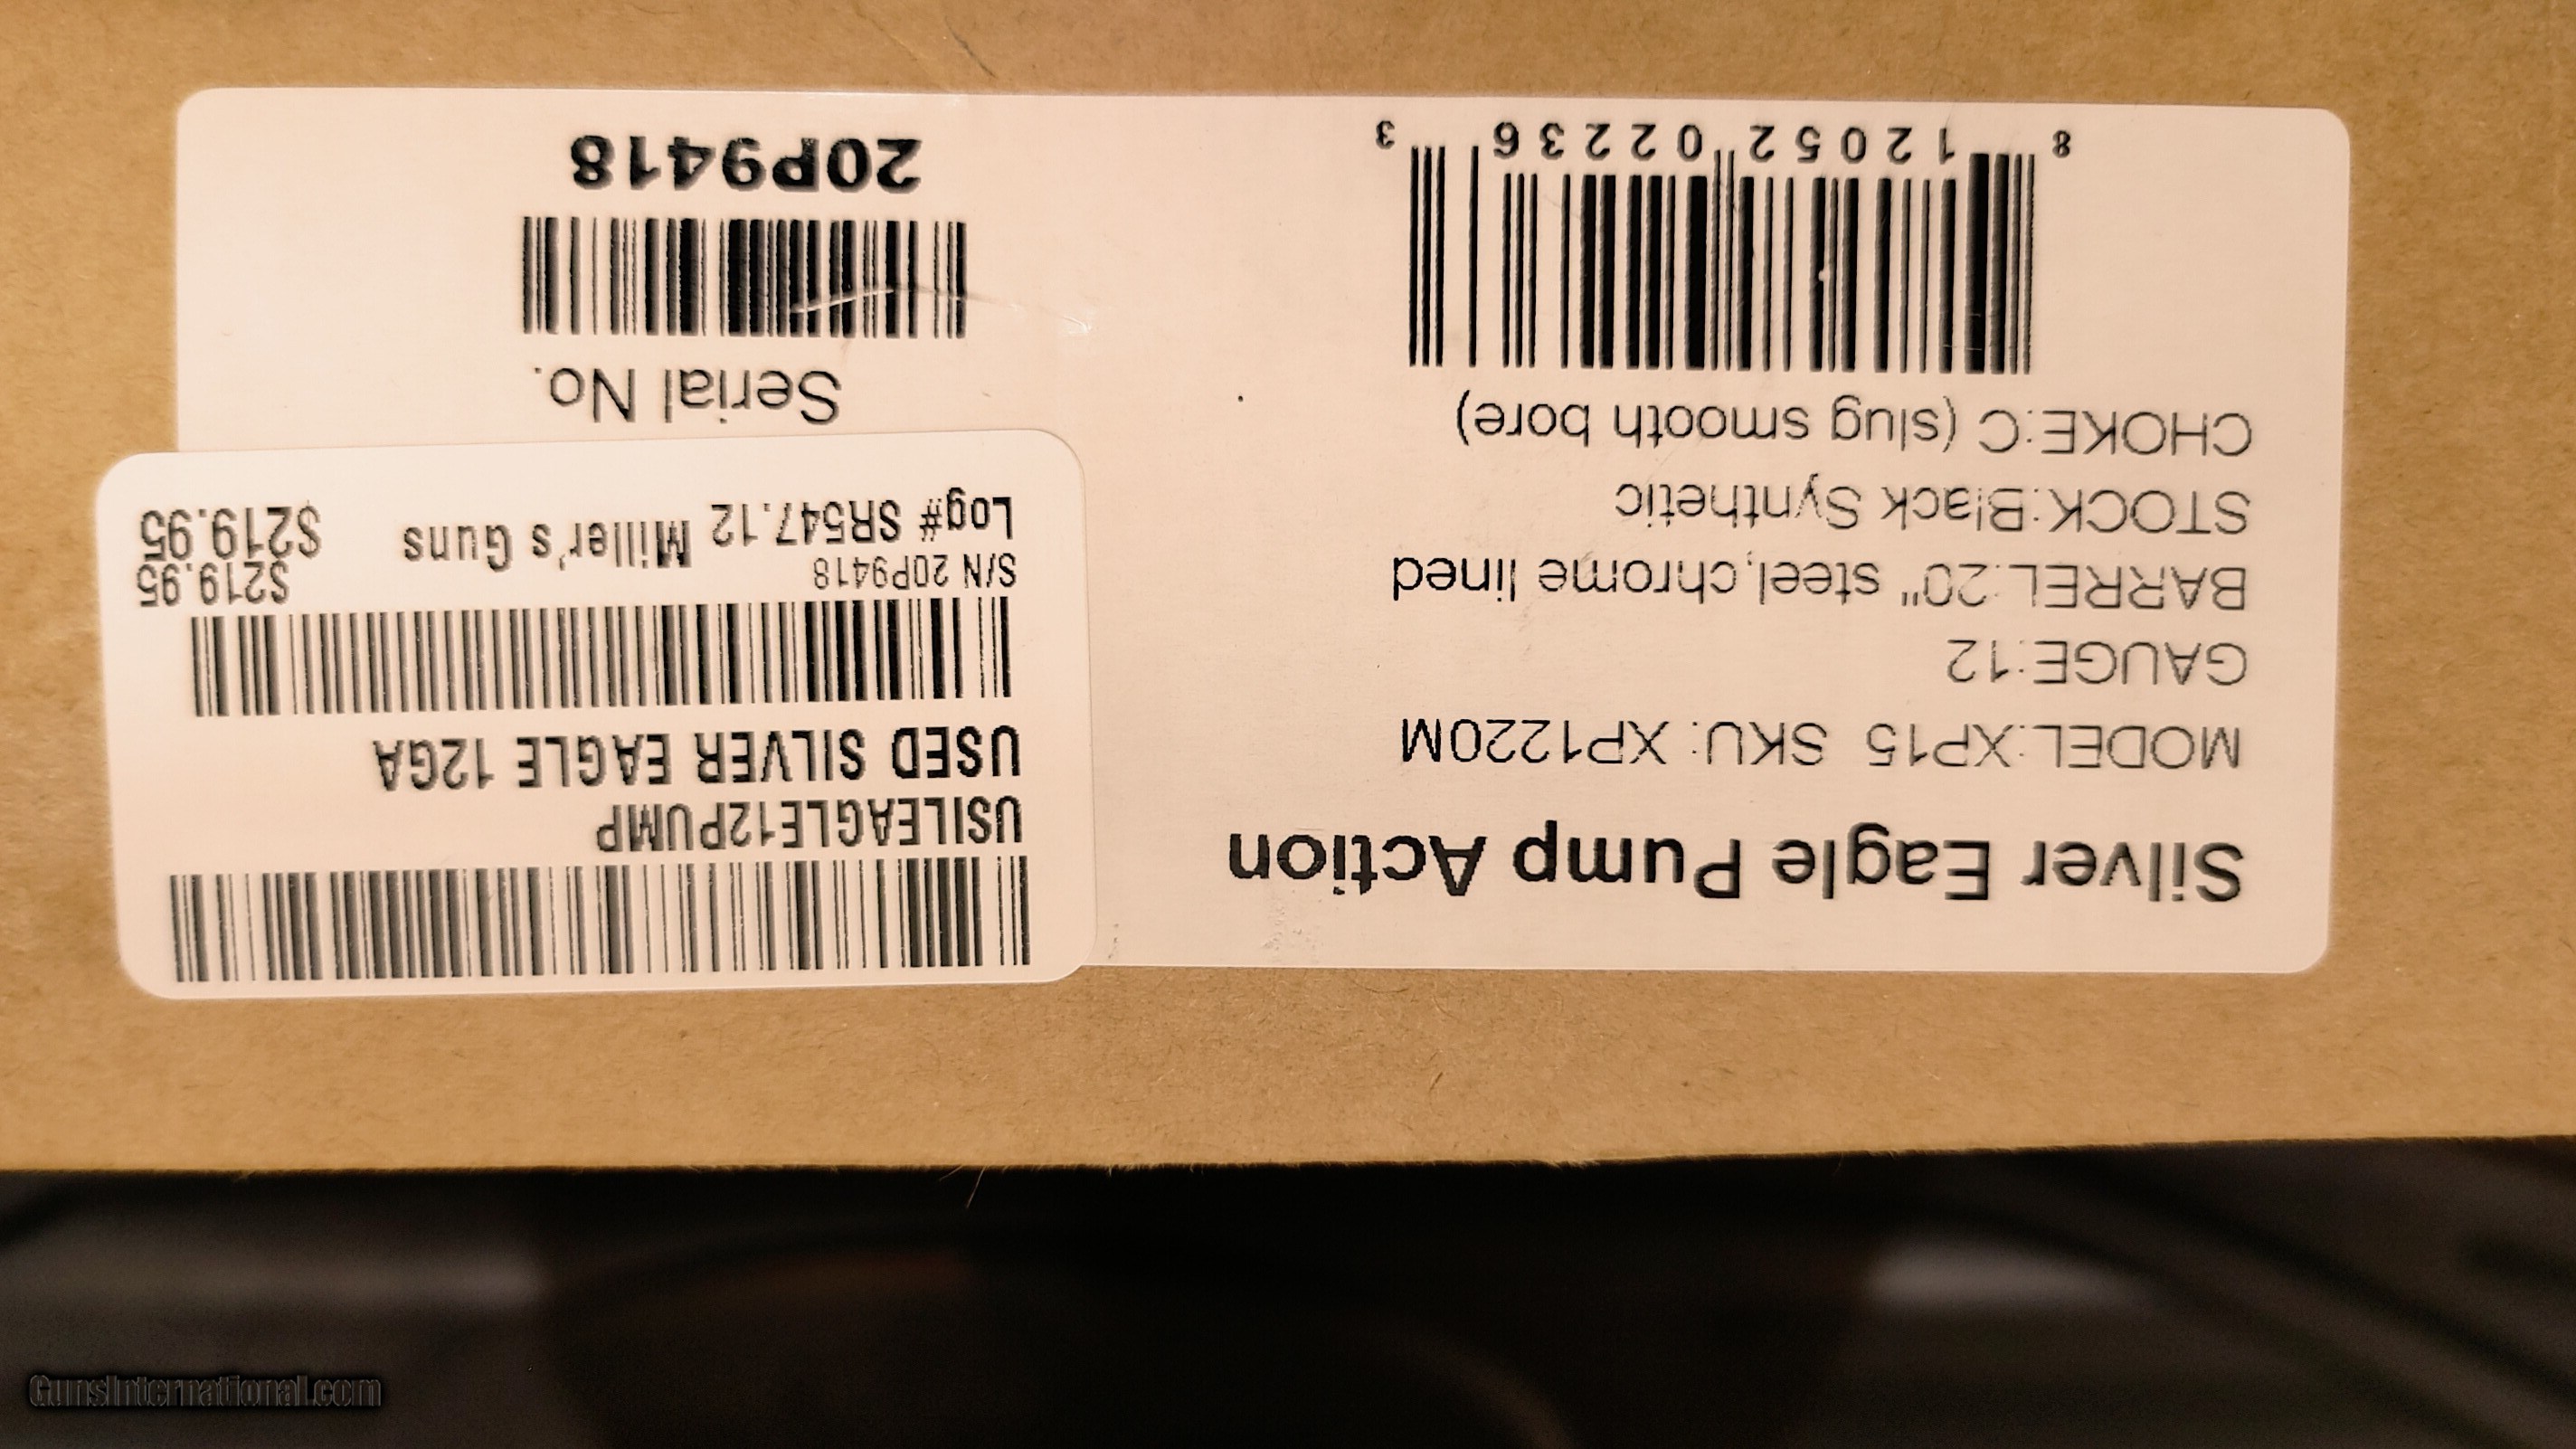 Silver Eagle Pump Action
MODEL:XP15 SKU: XP1220M
GAUGE:12
BARREL:20" steel,chrome lined
STOCK:Black Synthetic
CHOKE:C (slug smooth bore)
8 12052 02236 3
USILEAGLE12PUMP
USED SILVER EAGLE 12GA
S/N 20P9418 $219.95
Log# SR547.12 Miller's Guns $219.95
Serial No.
20P9418
GunsInternational.com